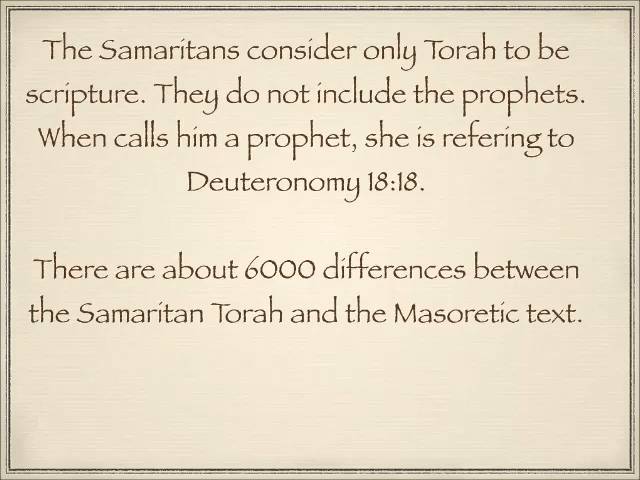 The Samaritans consider only Torah to be
scripture. They do not include the prophets.
When calls him a prophet, she is refering to
Deuteronomy 18:18.
There are about 6000 differences between
the Samaritan Torah and the Masoretic text.